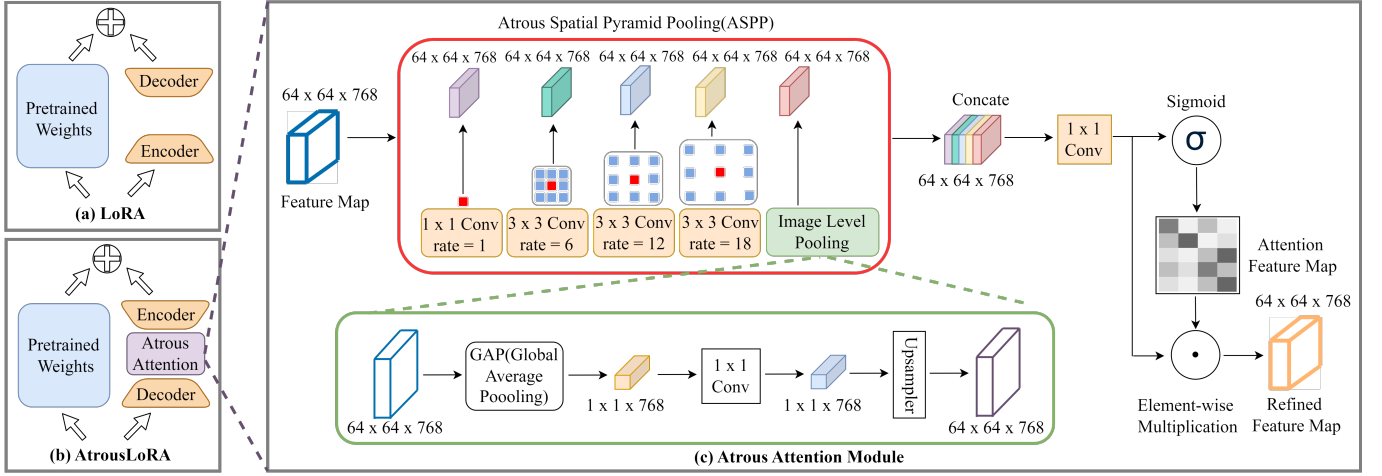 Decoder
Pretrained
Weights
Encoder
(a) LoRA
Encoder
Pretrained
Weights
Atrous
Attention
Decoder
(b) AtrousLoRA
Atrous Spatial Pyramid Pooling(ASPP)
64 x 64 x 768
64 x 64 x 768
64 x 64 x 768
64 x 64 x 768
64 x 64 x 768
64 x 64 x 768
Feature Map
1 x 1 Conv
rate = 1
3 x 3 Conv
rate = 6
3 x 3 Conv
rate = 12
3 x 3 Conv
rate = 18
Image Level
Pooling
Concate
64 x 64 x 768
1 x 1
Conv
Sigmoid
σ
Attention
Feature Map
64 x 64 x 768
Element-wise
Multiplication
Refined
Feature Map
64 x 64 x 768
GAP(Global
Average
Poooling)
1 x 1 x 768
1 x 1
Conv
1 x 1 x 768
Upsampler
64 x 64 x 768
(c) Atrous Attention Module